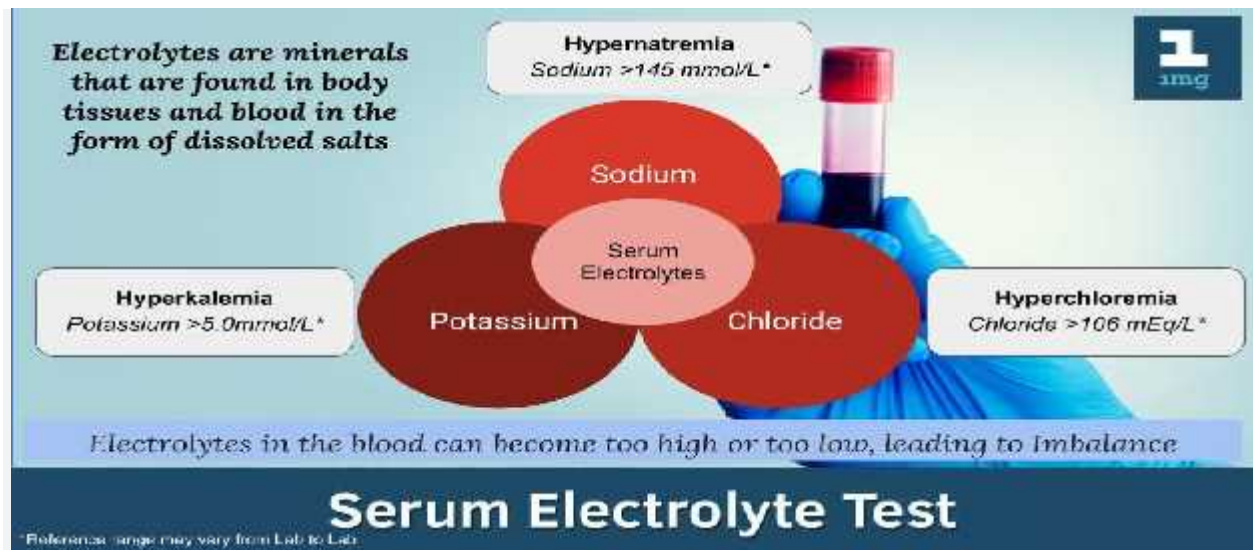 Electrolytes are minerals
that are found in body
tissues and blood in the
form of dissolved salts
Hypernatremia
Sodium >145 mmol/L*
1
1mg
Sodium
Serum
Electrolytes
Potassium
Chloride
Hyperkalemia
Potassium >5.0mmol/L*
Hyperchloremia
Chloride >106 mEq/L*
Electrolytes in the blood can become too high or too low, leading to Imbalance
Serum Electrolyte Test
*Reference range may vary from Lab to Lab